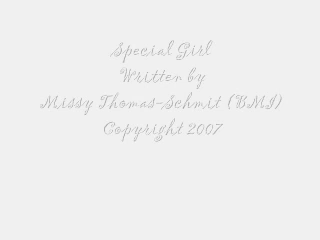 Special Girl
Written by
Missy Thomas-Schmit (BMI)
Copyright 2007